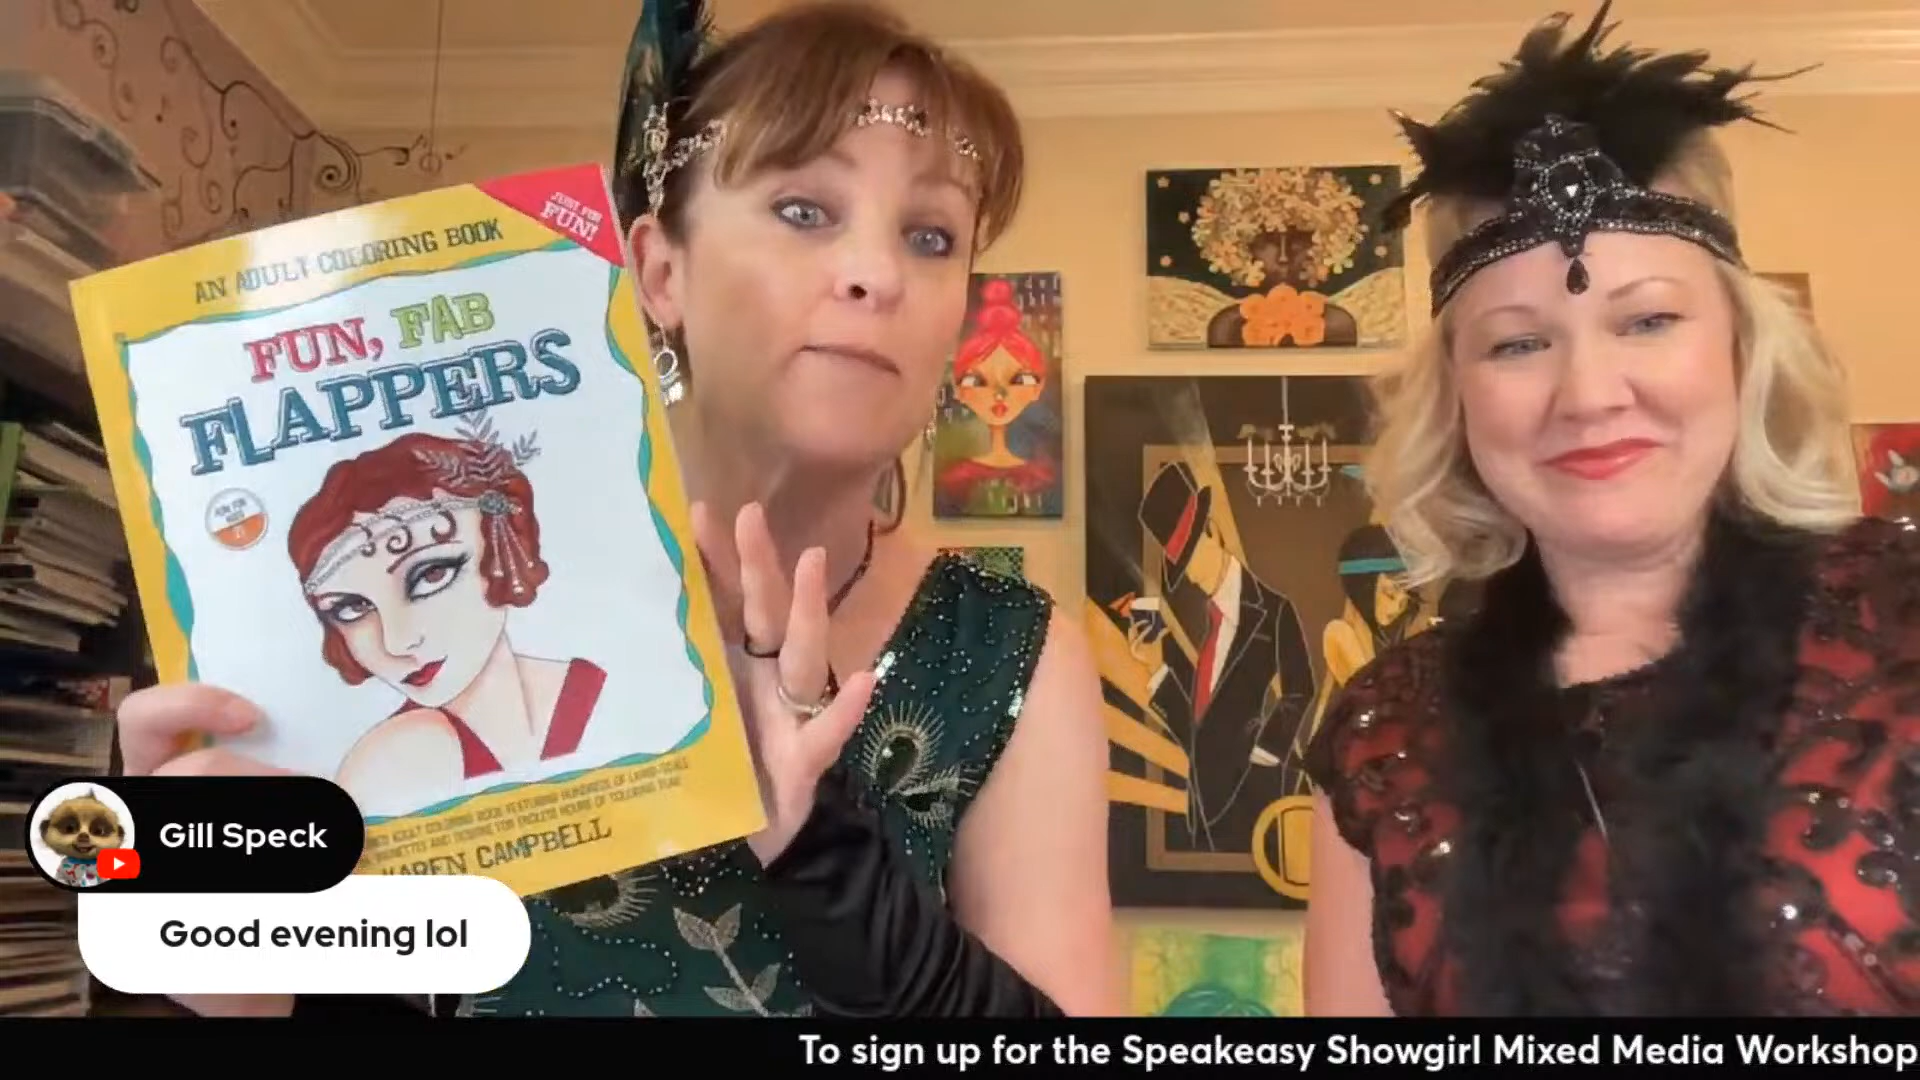 AN ADULT COLORING BOOK
JUST FOR
FUN!
FUN, FAB
FLAPPERS
KAREN CAMPBELL
Gill Speck
Good evening lol
To sign up for the Speakeasy Showgirl Mixed Media Workshop